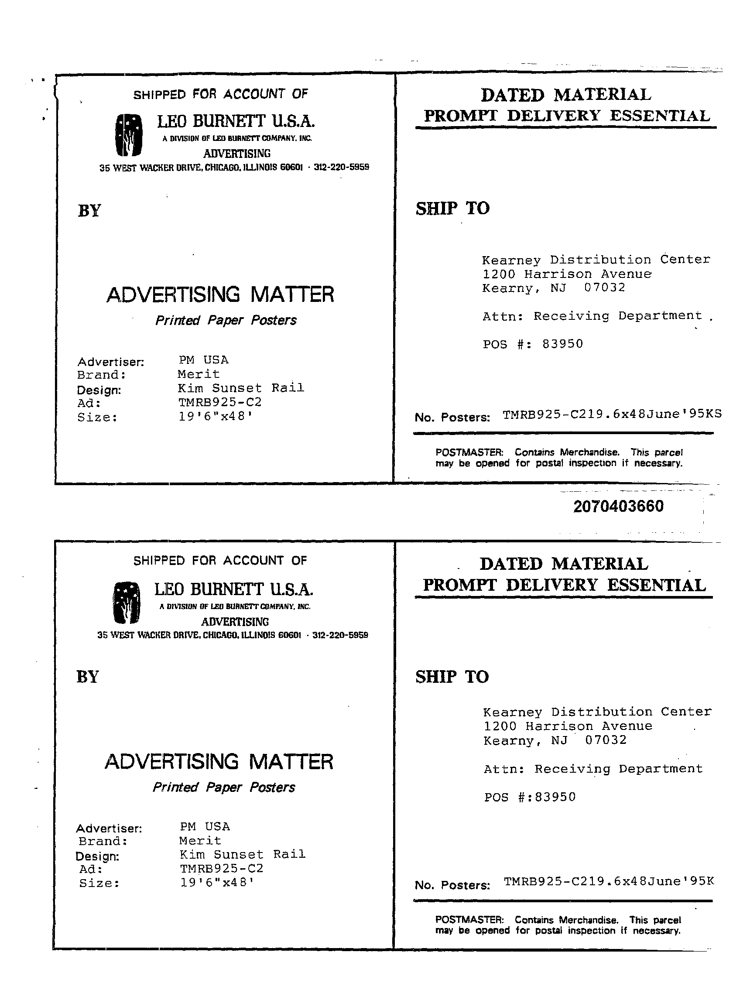 SHIPPED FOR ACCOUNT OF
LEO BURNETT U.S.A.
A DIVISION OF LEO BURNETT COMPANY, INC.
ADVERTISING
35 WEST WACKER DRIVE, CHICAGO, ILLINOIS 60601 · 312-220-5959
BY
ADVERTISING MATTER
Printed Paper Posters
Advertiser: PM USA
Brand: Merit
Design: Kim Sunset Rail
Ad: TMRB925-C2
Size: 19'6"x48'
DATED MATERIAL
PROMPT DELIVERY ESSENTIAL
SHIP TO
Kearney Distribution Center
1200 Harrison Avenue
Kearny, NJ 07032
Attn: Receiving Department
POS #: 83950
No. Posters: TMRB925-C219.6x48June'95KS
POSTMASTER: Contains Merchandise. This parcel
may be opened for postal inspection if necessary.
2070403660
SHIPPED FOR ACCOUNT OF
LEO BURNETT U.S.A.
A DIVISION OF LEO BURNETT COMPANY, INC.
ADVERTISING
35 WEST WACKER DRIVE, CHICAGO, ILLINOIS 60601 · 312-220-5959
BY
ADVERTISING MATTER
Printed Paper Posters
Advertiser: PM USA
Brand: Merit
Design: Kim Sunset Rail
Ad: TMRB925-C2
Size: 19'6"x48'
DATED MATERIAL
PROMPT DELIVERY ESSENTIAL
SHIP TO
Kearney Distribution Center
1200 Harrison Avenue
Kearny, NJ 07032
Attn: Receiving Department
POS #:83950
No. Posters: TMRB925-C219.6x48June'95K
POSTMASTER: Contains Merchandise. This parcel
may be opened for postal inspection if necessary.